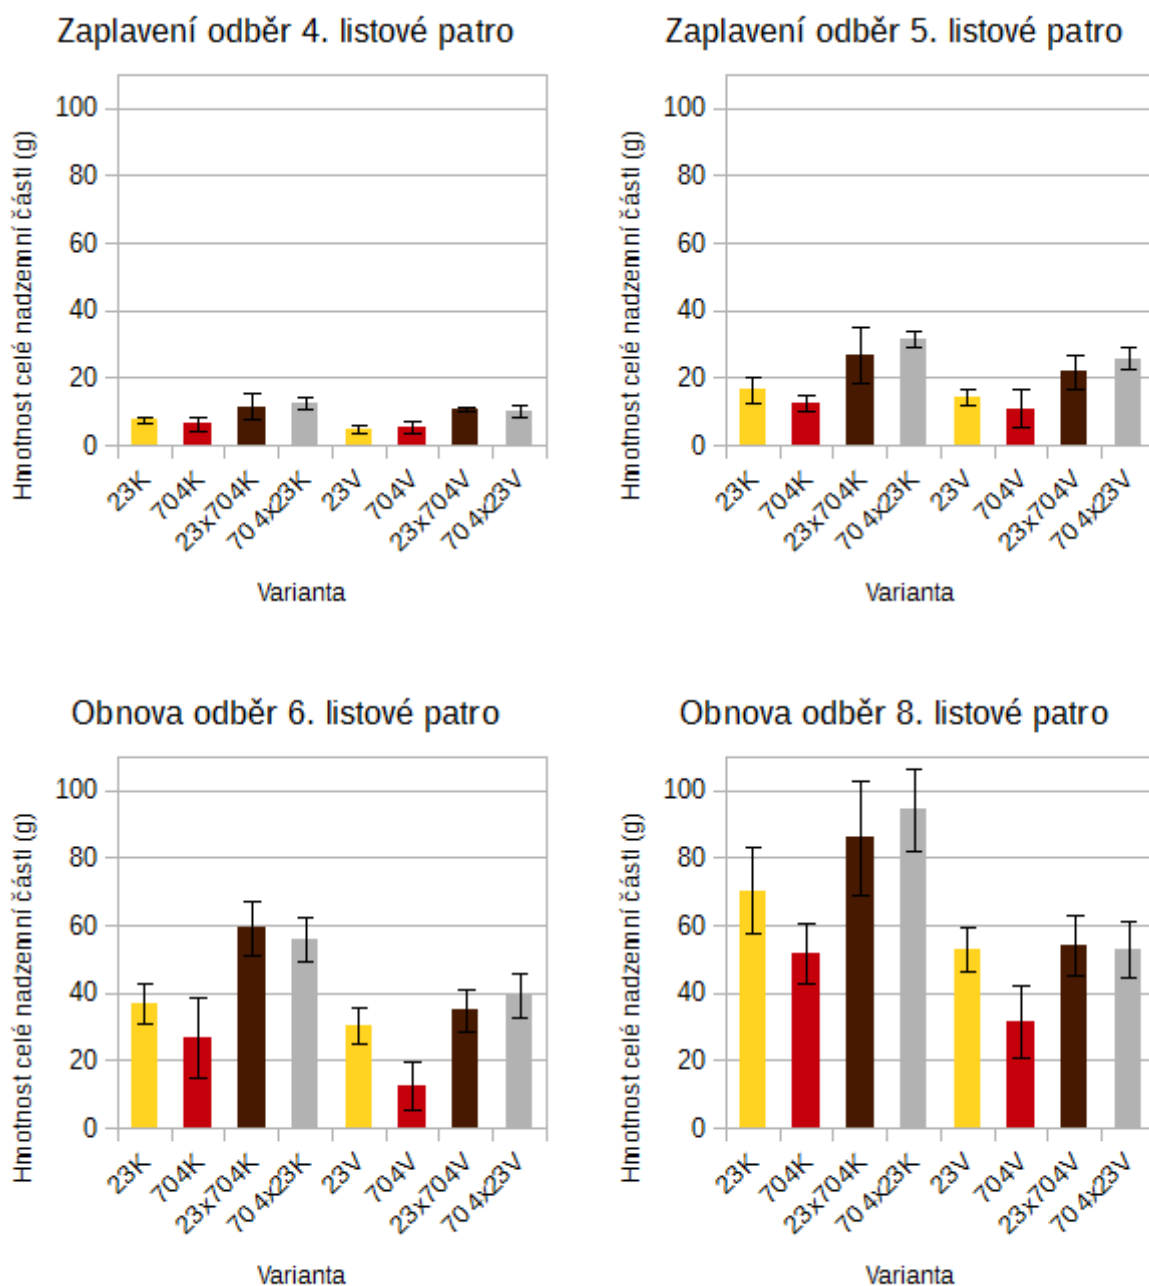 Zaplavení odběr 4. listové patro
Hmotnost celé nadzemní části (g)
100
80
60
40
20
0
23K
704K
23x704K
704x23K
23V
704V
23x704V
704x23V
Varianta
Zaplavení odběr 5. listové patro
Hmotnost celé nadzemní části (g)
100
80
60
40
20
0
23K
704K
23x704K
704x23K
23V
704V
23x704V
704x23V
Varianta
Obnova odběr 6. listové patro
Hmotnost celé nadzemní části (g)
100
80
60
40
20
0
23K
704K
23x704K
704x23K
23V
704V
23x704V
704x23V
Varianta
Obnova odběr 8. listové patro
Hmotnost celé nadzemní části (g)
100
80
60
40
20
0
23K
704K
23x704K
704x23K
23V
704V
23x704V
704x23V
Varianta